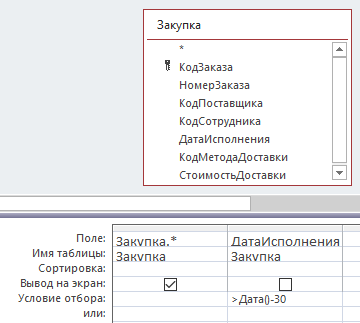 Закупка
*
КодЗаказа
НомерЗаказа
КодПоставщика
КодСотрудника
ДатаИсполнения
КодМетодаДоставки
СтоимостьДоставки
Поле: Закупка.* ДатаИсполнения
Имя таблицы: Закупка Закупка
Сортировка:
Вывод на экран:
Условие отбора: >Дата()-30
или: